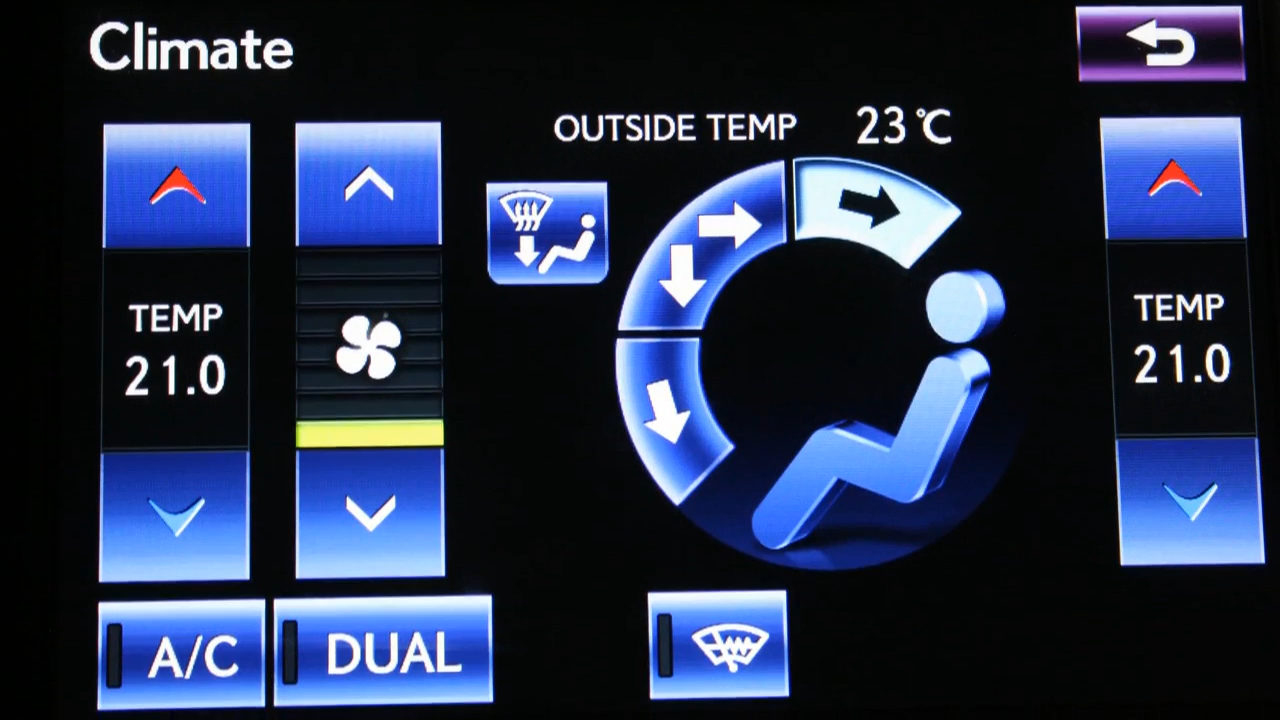 Climate
OUTSIDE TEMP 23°C
TEMP
21.0
TEMP
21.0
A/C
DUAL